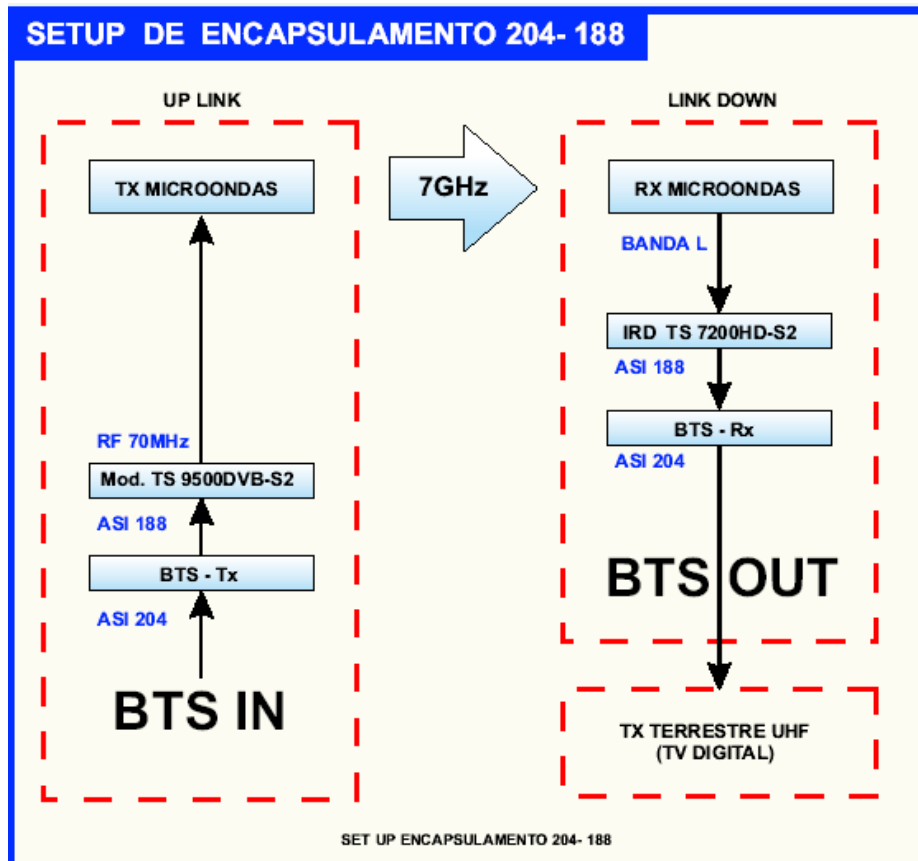 SETUP DE ENCAPSULAMENTO 204- 188
UP LINK
TX MICROONDAS
RF 70MHz
Mod. TS 9500DVB-S2
ASI 188
BTS - Tx
ASI 204
BTS IN
7GHz
LINK DOWN
RX MICROONDAS
BANDA L
IRD TS 7200HD-S2
ASI 188
BTS - Rx
ASI 204
BTS OUT
TX TERRESTRE UHF
(TV DIGITAL)
SET UP ENCAPSULAMENTO 204- 188